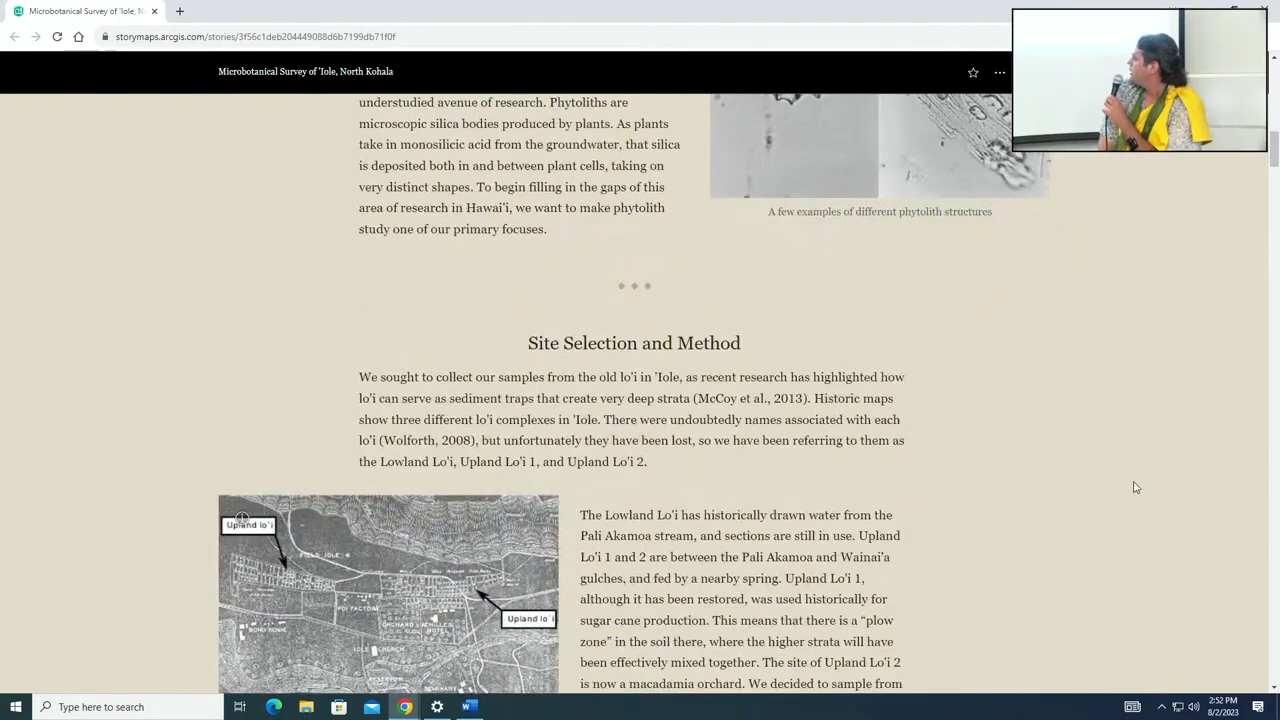 Microbotanical Survey of 'Iole, N
storymaps.arcgis.com/stories/3f56c1deb204449088d6b7199db71f0f
Microbotanical Survey of 'Iole, North Kohala
understudied avenue of research. Phytoliths are
microscopic silica bodies produced by plants. As plants
take in monosilicic acid from the groundwater, that silica
is deposited both in and between plant cells, taking on
very distinct shapes. To begin filling in the gaps of this
area of research in Hawai'i, we want to make phytolith
study one of our primary focuses.
A few examples of different phytolith structures
Site Selection and Method
We sought to collect our samples from the old lo'i in 'Iole, as recent research has highlighted how
lo'i can serve as sediment traps that create very deep strata (McCoy et al., 2013). Historic maps
show three different lo'i complexes in 'Iole. There were undoubtedly names associated with each
lo'i (Wolforth, 2008), but unfortunately they have been lost, so we have been referring to them as
the Lowland Lo'i, Upland Lo'i 1, and Upland Lo'i 2.
Upland lo'i
FIELD IOLE
POI FACTORY
BOND HOME
IOLE CHURCH
Upland lo'i
The Lowland Lo'i has historically drawn water from the
Pali Akamoa stream, and sections are still in use. Upland
Lo'i 1 and 2 are between the Pali Akamoa and Wainai'a
gulches, and fed by a nearby spring. Upland Lo'i 1,
although it has been restored, was used historically for
sugar cane production. This means that there is a “plow
zone” in the soil there, where the higher strata will have
been effectively mixed together. The site of Upland Lo'i 2
is now a macadamia orchard. We decided to sample from
Type here to search
2:52 PM
8/2/2023